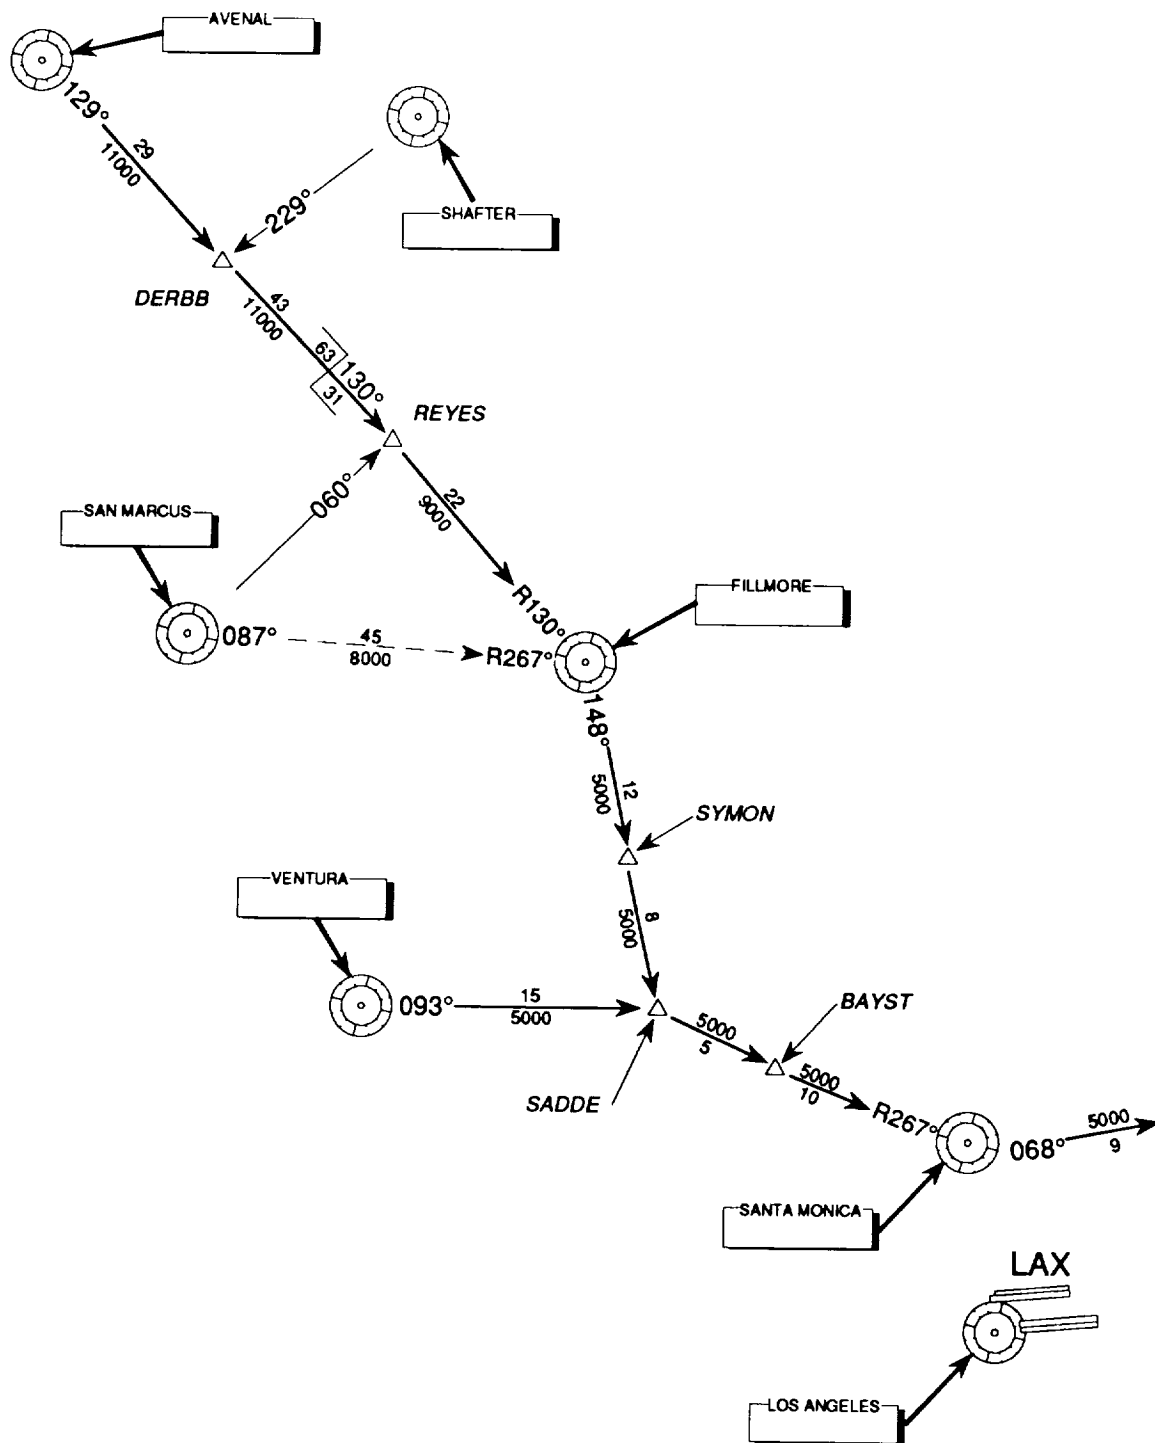 AVENAL
129°
29
11000
SHAFTER
229°
DERBB
43
11000
63
130°
31
REYES
060°
22
9000
SAN MARCUS
087°
45
8000
R130°
R267°
FILLMORE
148°
12
5000
SYMON
VENTURA
8
5000
093°
15
5000
BAYST
5000
5
SADDE
5000
10
R267°
068°
5000
9
SANTA MONICA
LAX
LOS ANGELES